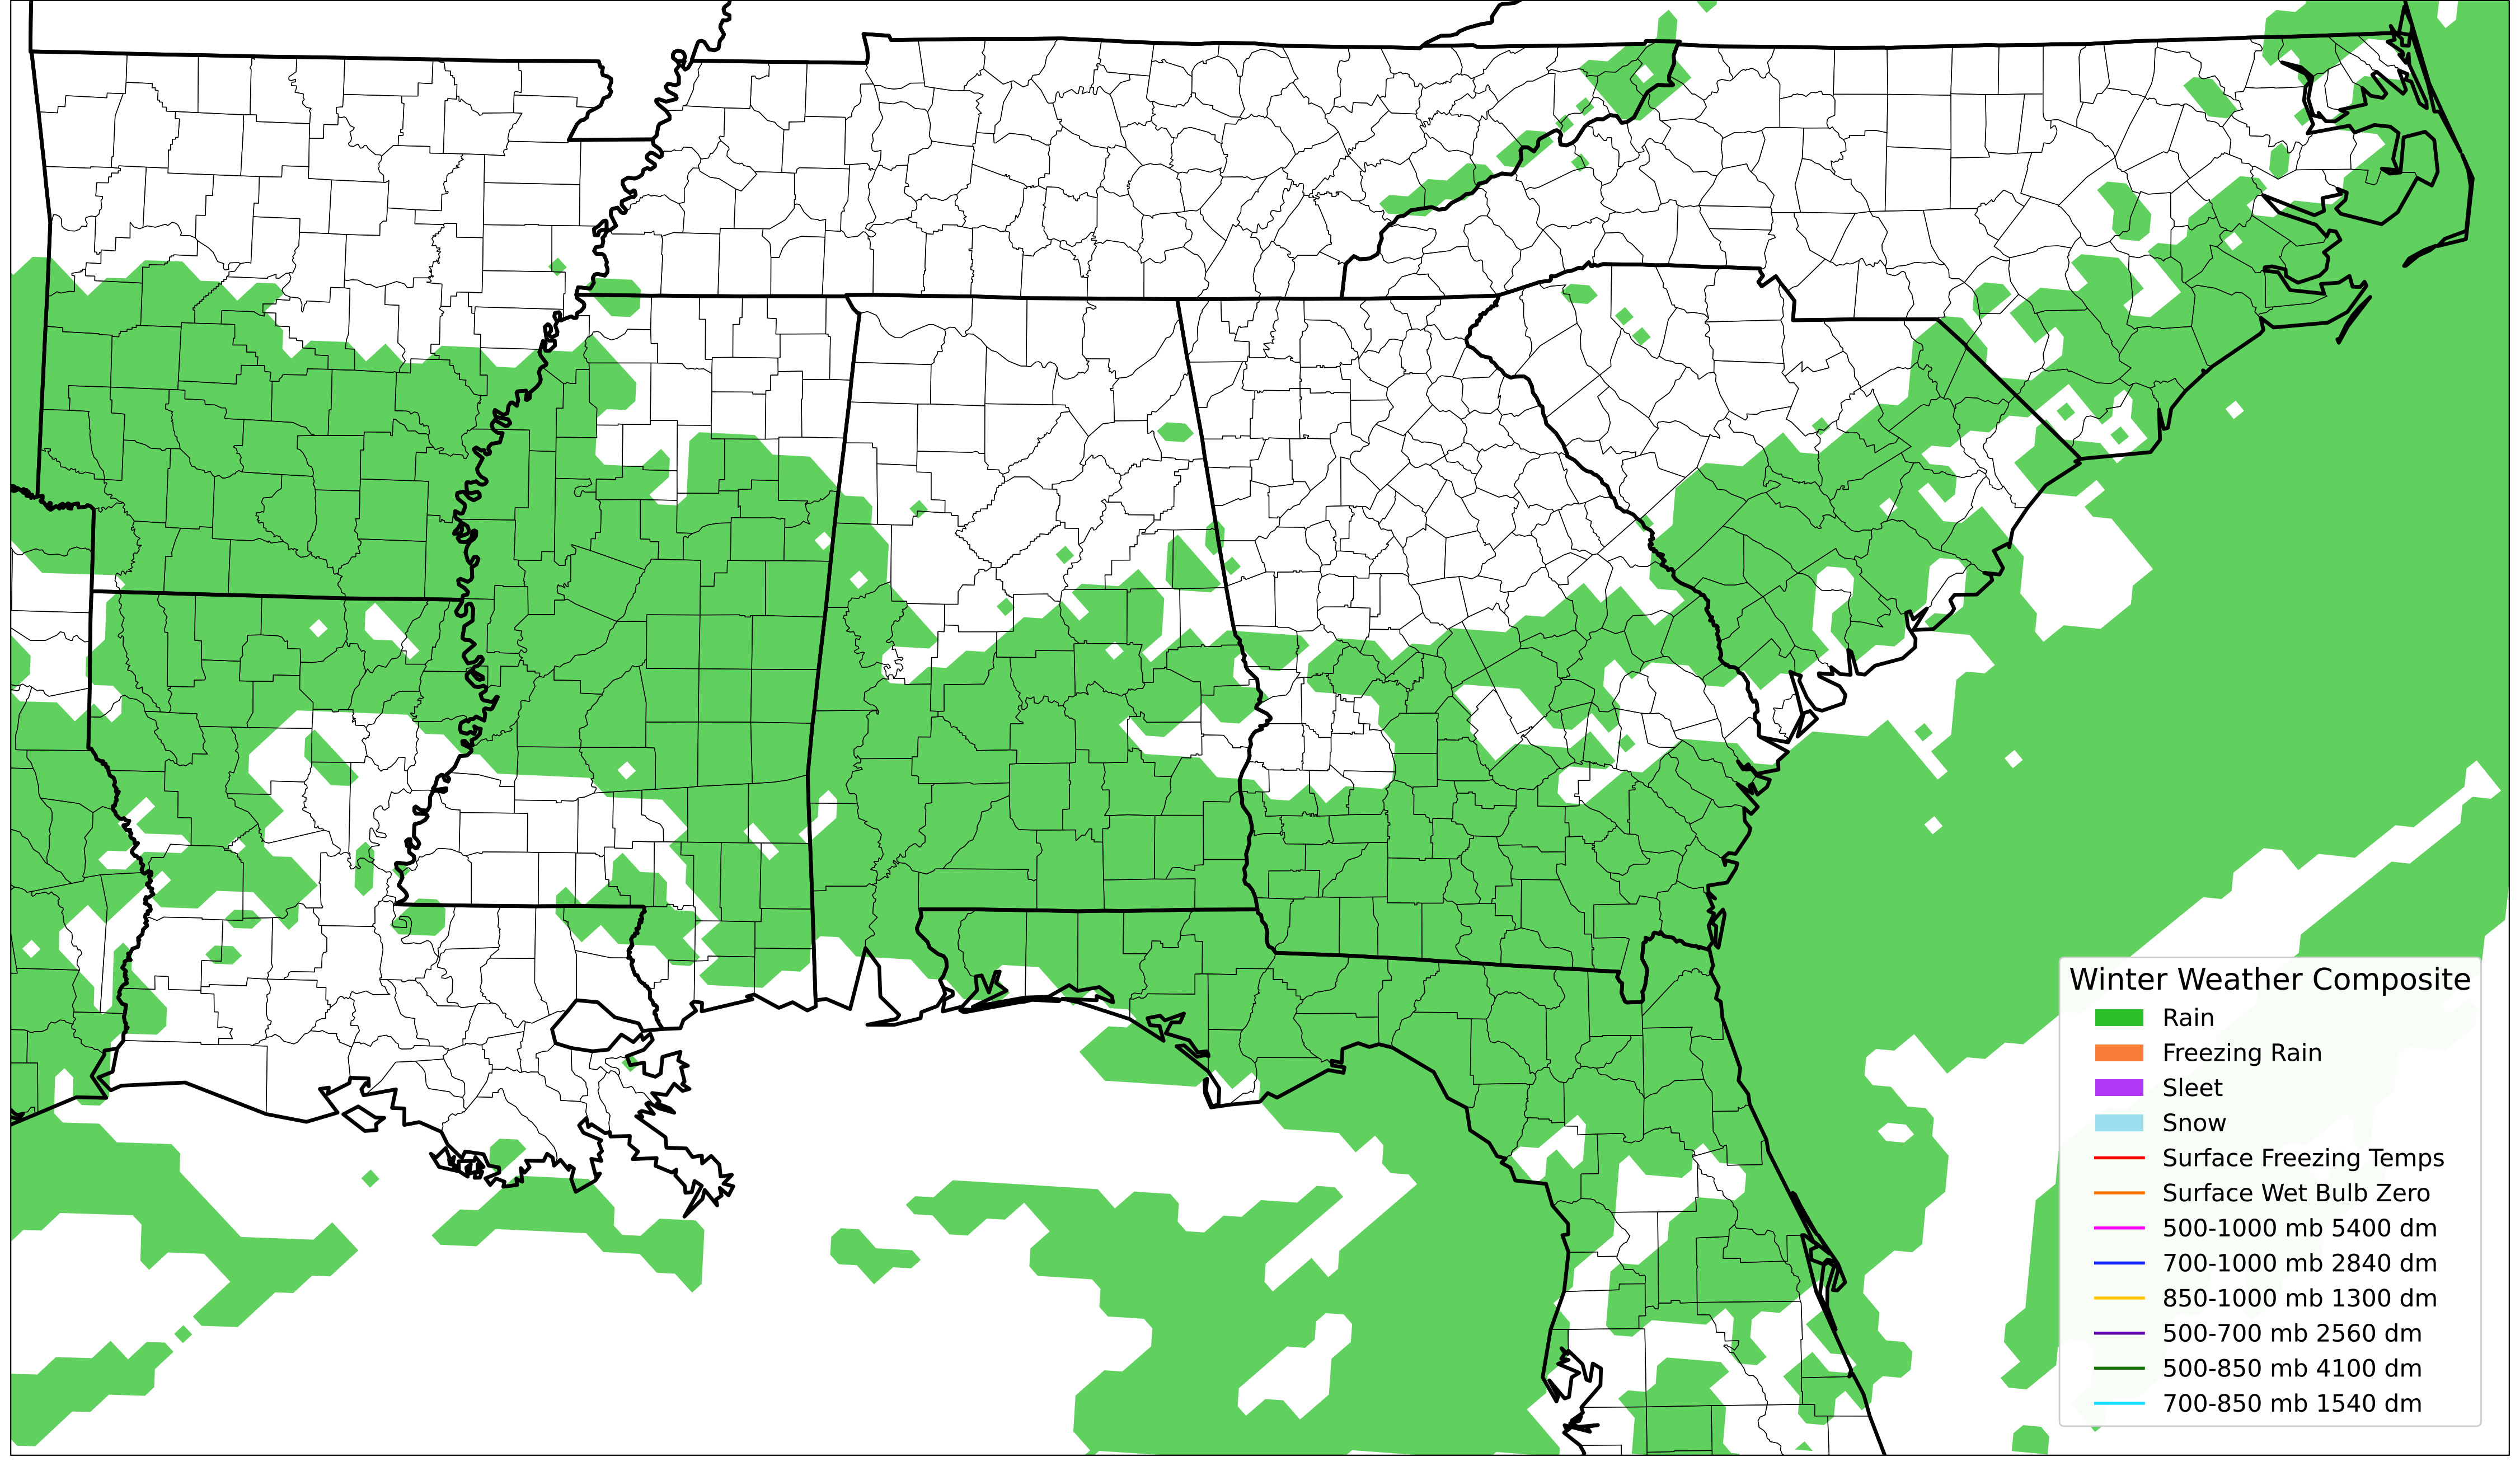 Winter Weather Composite
Rain
Freezing Rain
Sleet
Snow
Surface Freezing Temps
Surface Wet Bulb Zero
500-1000 mb 5400 dm
700-1000 mb 2840 dm
850-1000 mb 1300 dm
500-700 mb 2560 dm
500-850 mb 4100 dm
700-850 mb 1540 dm